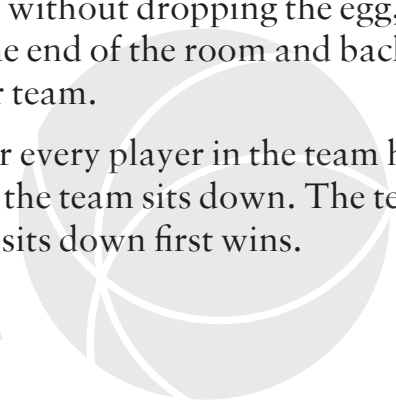 without dropping the egg,
end of the room and back
team.
every player in the team
the team sits down. The
sits down first wins.